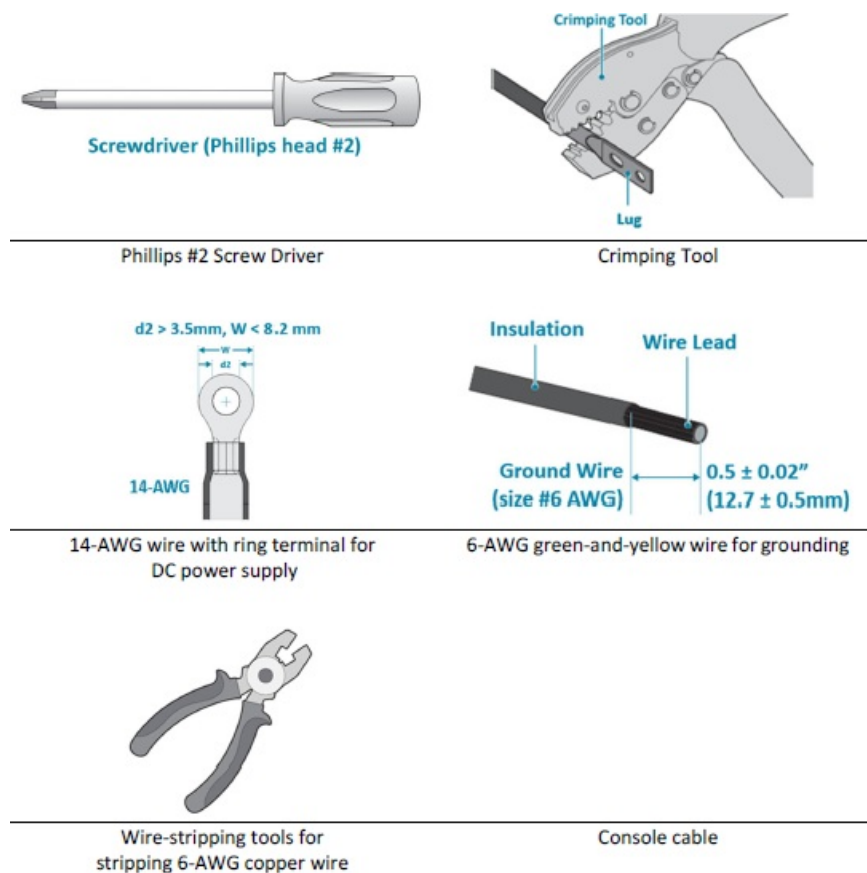 Crimping Tool
Screwdriver (Phillips head #2)
Lug
Phillips #2 Screw Driver
Crimping Tool
d2 > 3.5mm, W < 8.2 mm
W
d2
14-AWG
Insulation
Wire Lead
Ground Wire
(size #6 AWG)
0.5 ± 0.02”
(12.7 ± 0.5mm)
14-AWG wire with ring terminal for
DC power supply
6-AWG green-and-yellow wire for grounding
Wire-stripping tools for
stripping 6-AWG copper wire
Console cable